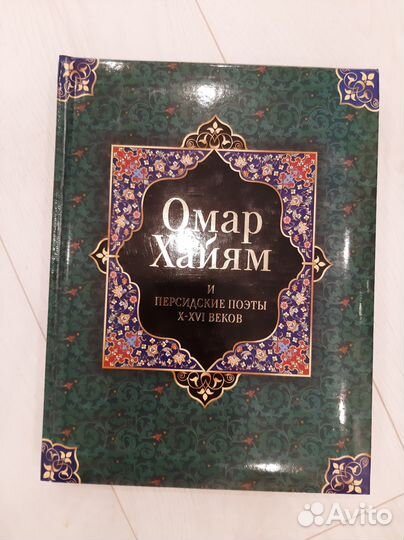 Омар
Хайям
и
персидские поэты
X-XVI веков
Avito